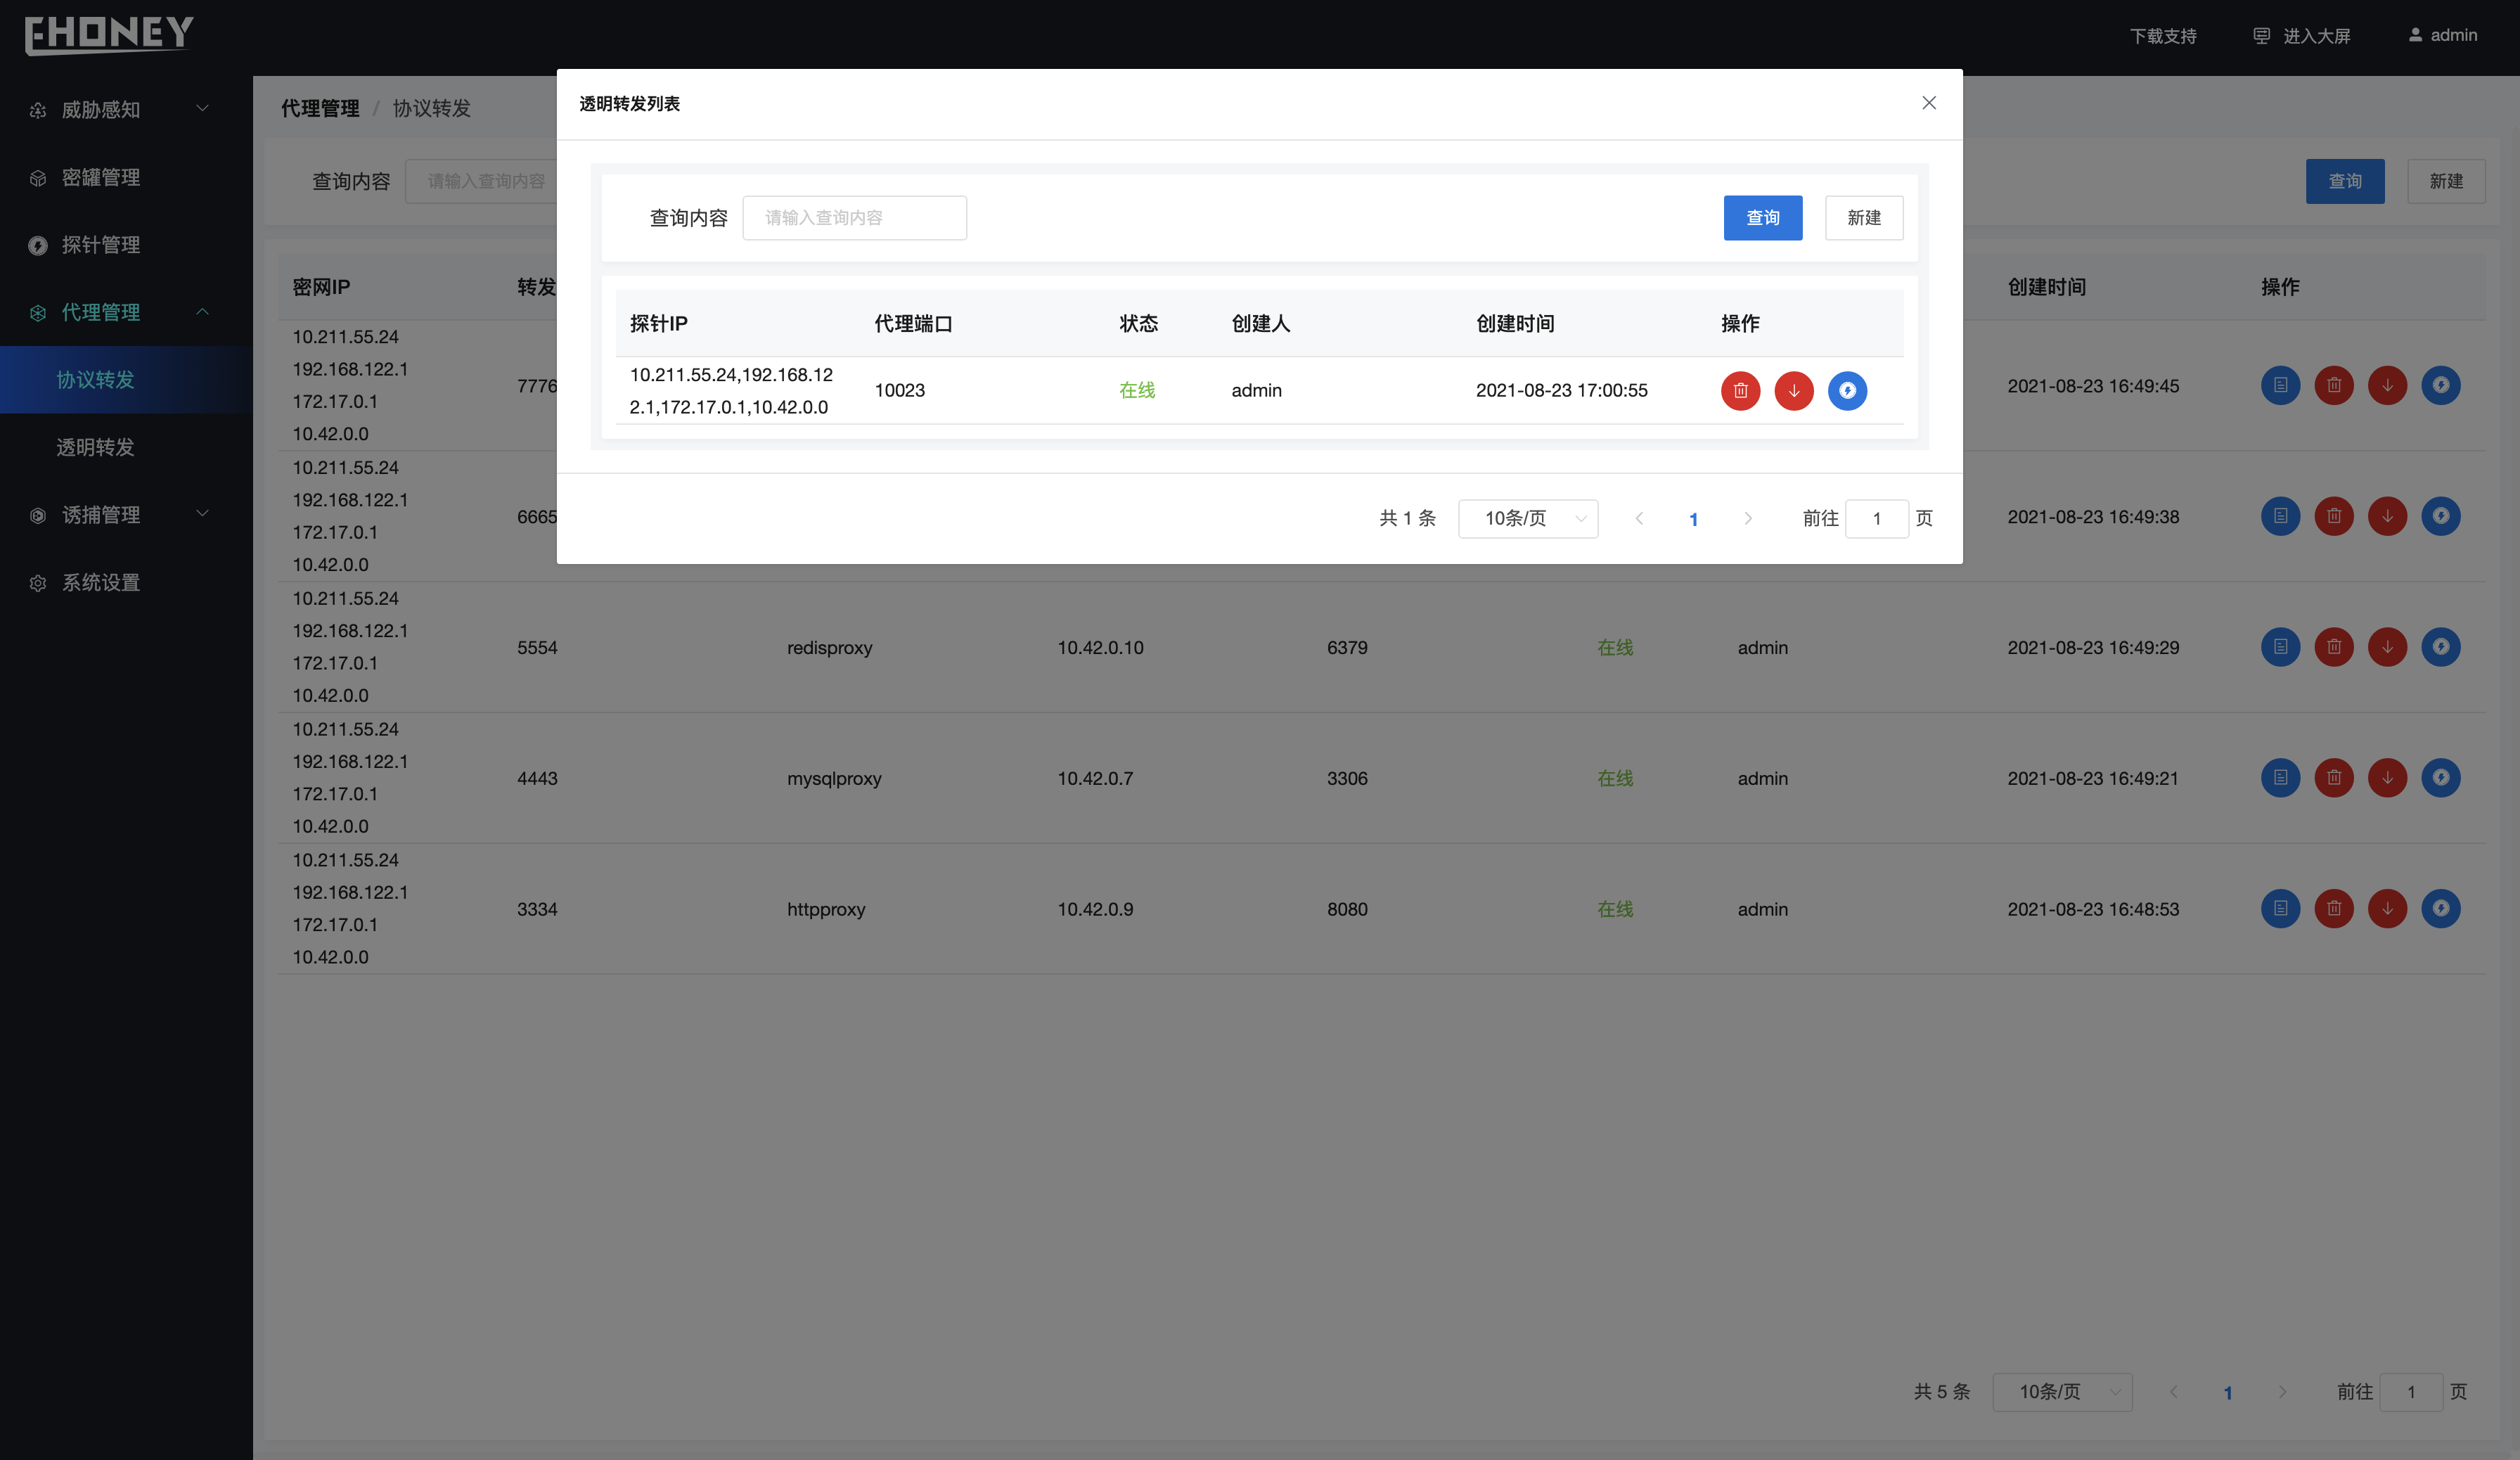 EHONEY
下载支持
进入大屏
admin
威胁感知
密罐管理
探针管理
代理管理
协议转发
透明转发
诱捕管理
系统设置
代理管理 / 协议转发
查询内容 请输入查询内容
查询 新建
密网IP 转发 创建时间 操作
10.211.55.24
192.168.122.1
172.17.0.1
10.42.0.0
7776 2021-08-23 16:49:45
10.211.55.24
192.168.122.1
172.17.0.1
10.42.0.0
6665 2021-08-23 16:49:38
10.211.55.24
192.168.122.1
172.17.0.1
10.42.0.0
5554 redisproxy 10.42.0.10 6379 在线 admin 2021-08-23 16:49:29
10.211.55.24
192.168.122.1
172.17.0.1
10.42.0.0
4443 mysqlproxy 10.42.0.7 3306 在线 admin 2021-08-23 16:49:21
10.211.55.24
192.168.122.1
172.17.0.1
10.42.0.0
3334 httpproxy 10.42.0.9 8080 在线 admin 2021-08-23 16:48:53
共 5 条 10条/页 1 前往 1 页
透明转发列表
查询内容 请输入查询内容 查询 新建
探针IP 代理端口 状态 创建人 创建时间 操作
10.211.55.24,192.168.12
2.1,172.17.0.1,10.42.0.0
10023 在线 admin 2021-08-23 17:00:55
共 1 条 10条/页 1 前往 1 页